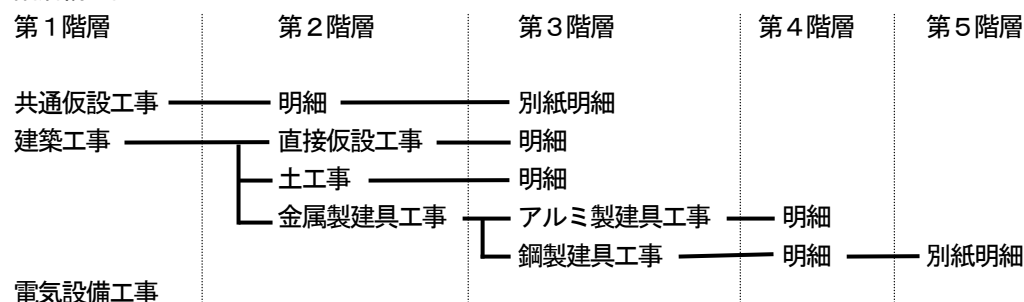 第１階層 第２階層 第３階層 第４階層 第５階層
共通仮設工事 明細 別紙明細
建築工事 直接仮設工事 明細
土工事 明細
金属製建具工事 アルミ製建具工事 明細
鋼製建具工事 明細 別紙明細
電気設備工事